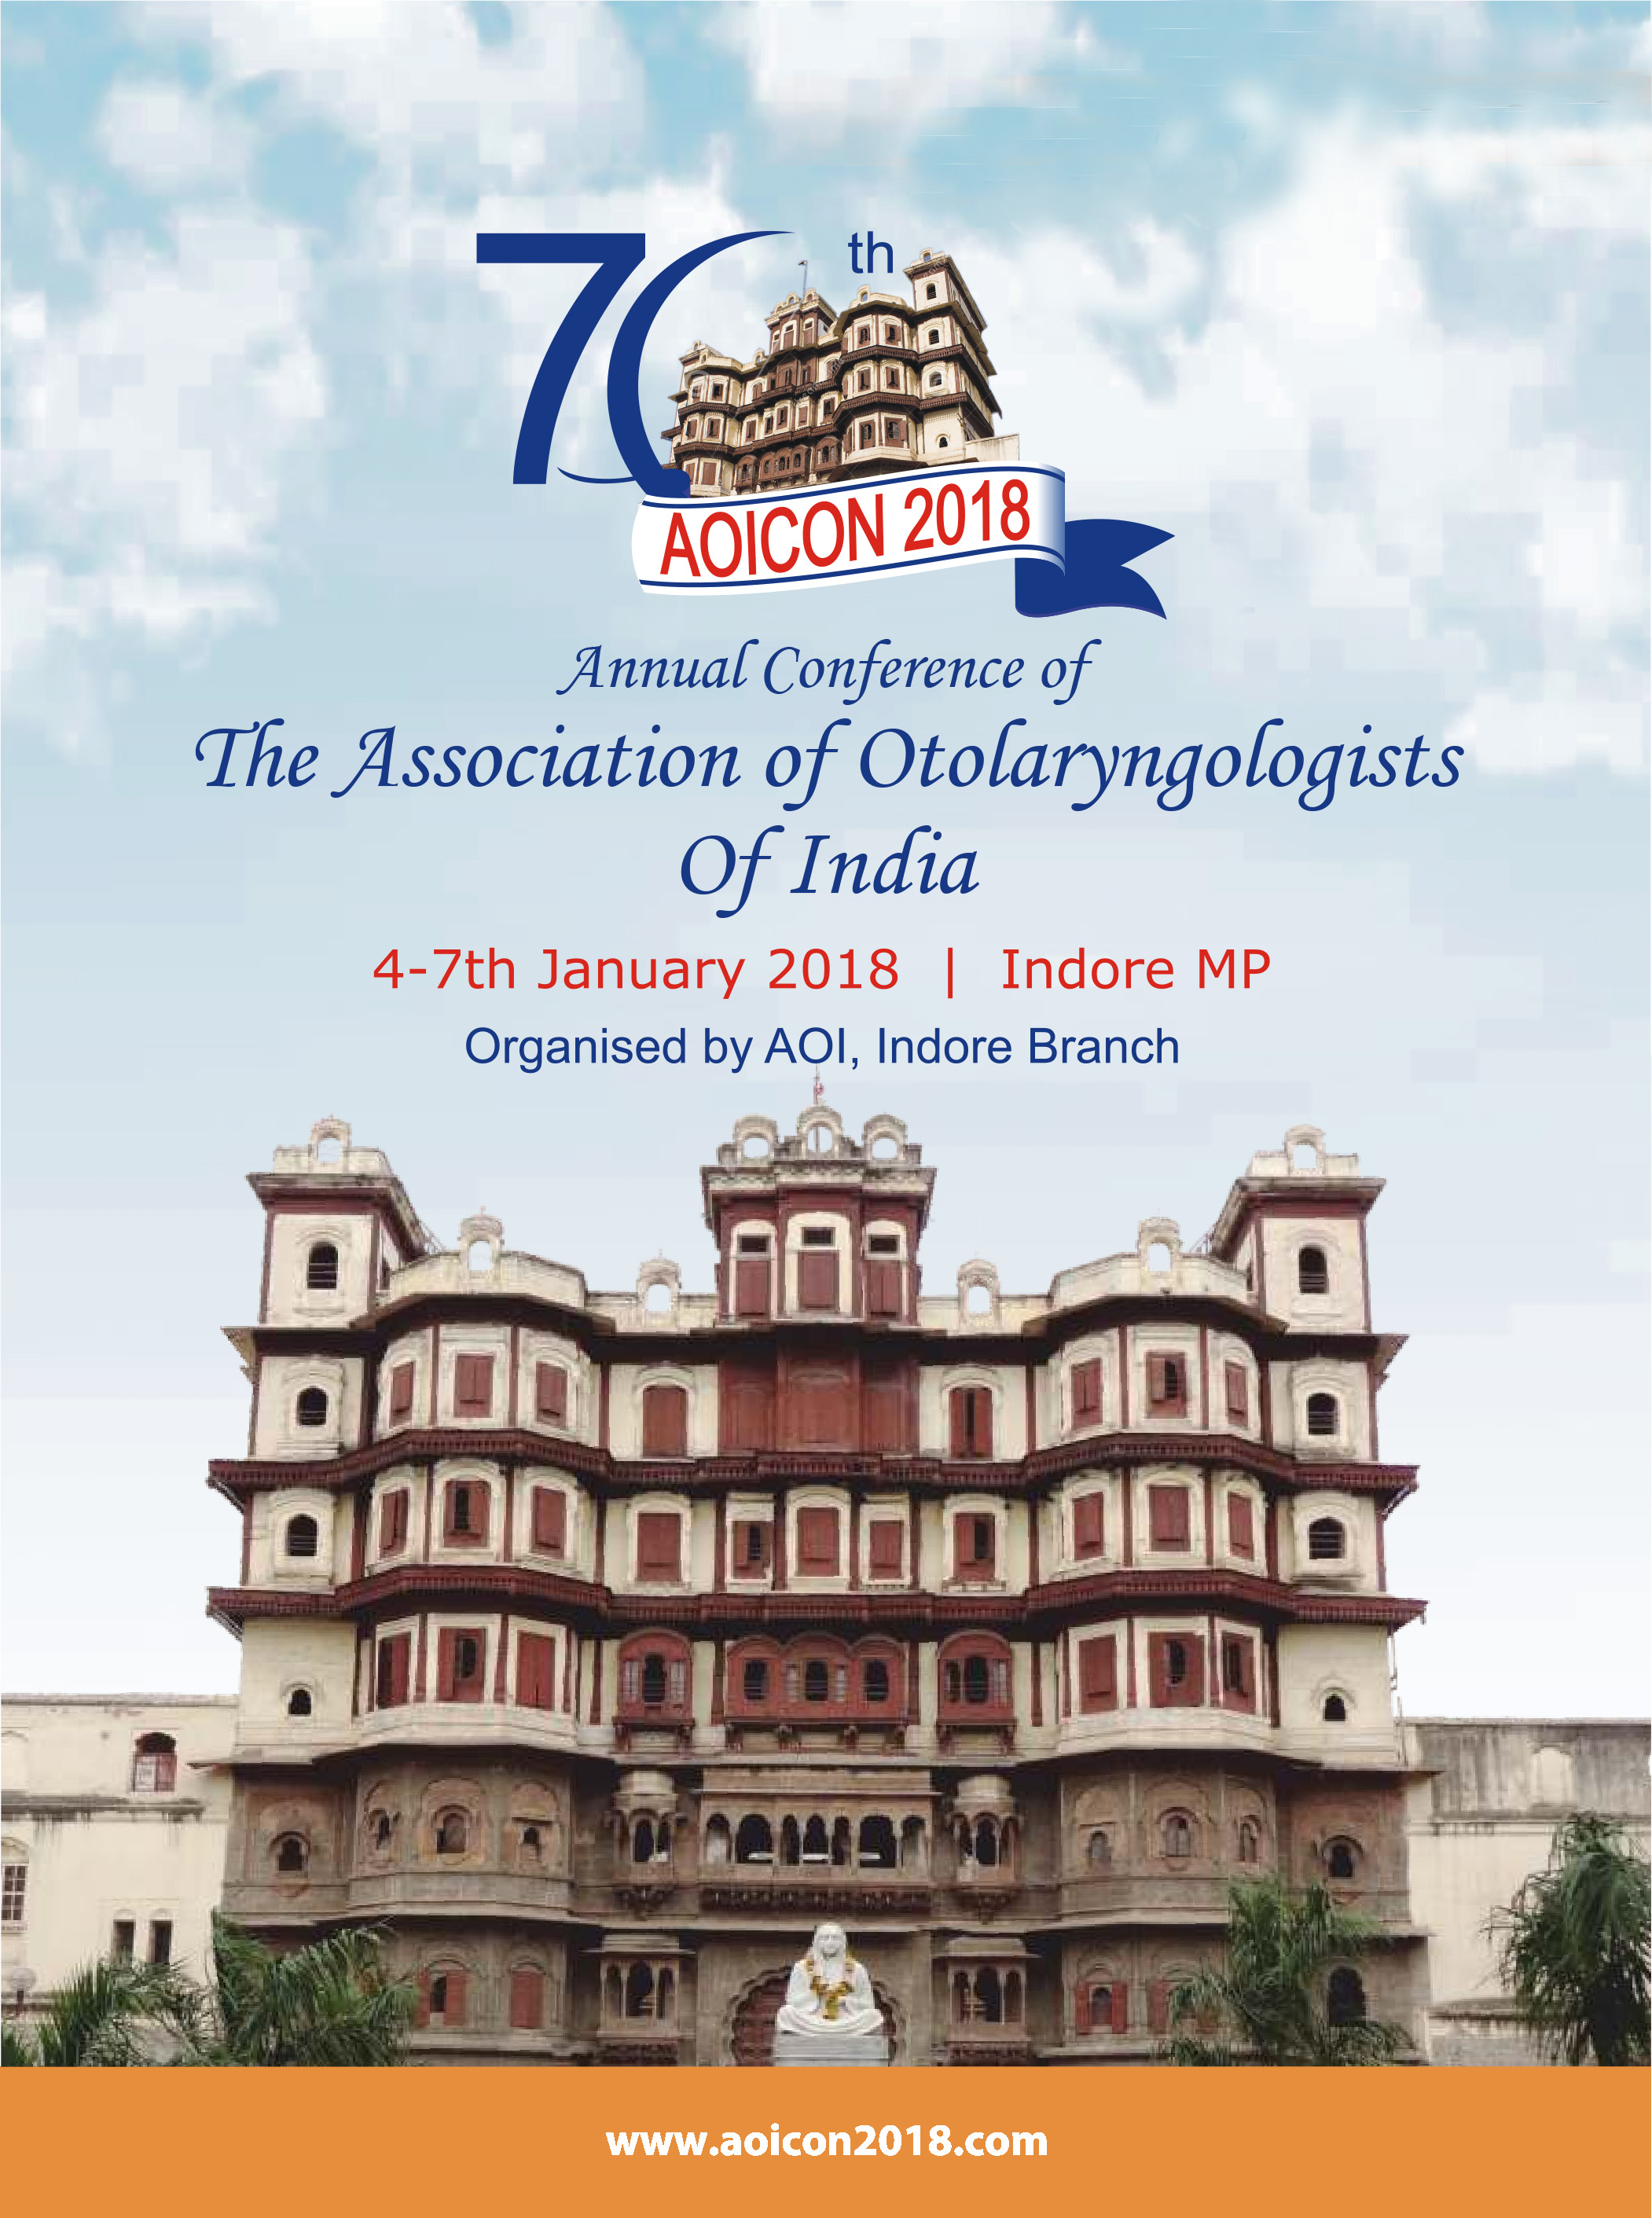 70th
AOICON 2018
Annual Conference of
The Association of Otolaryngologists
Of India
4-7th January 2018 | Indore MP
Organised by AOI, Indore Branch
www.aoicon2018.com